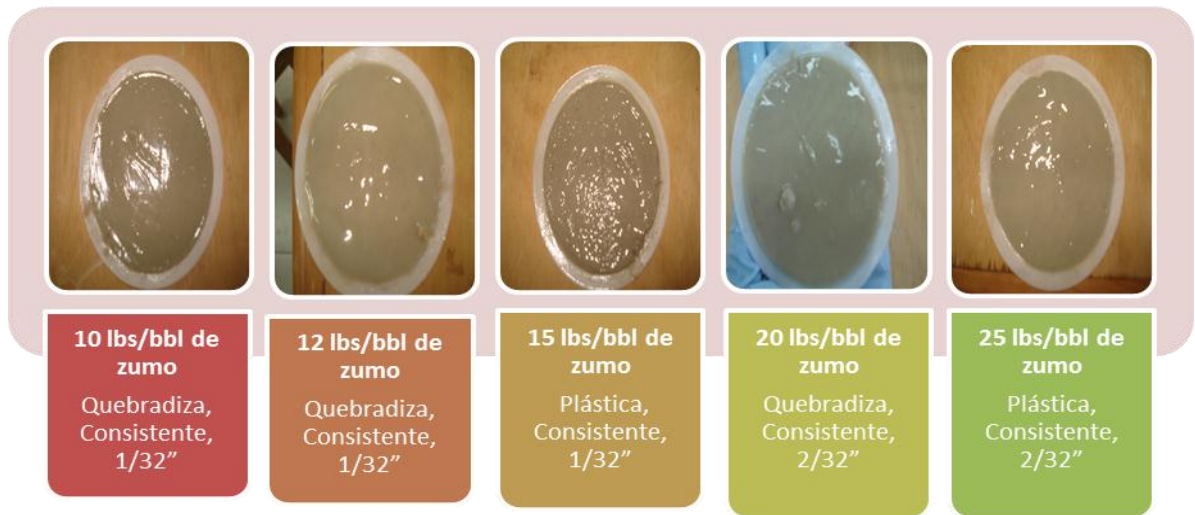 10 lbs/bbl de
zumo
Quebradiza,
Consistente,
1/32”
12 lbs/bbl de
zumo
Quebradiza,
Consistente,
1/32”
15 lbs/bbl de
zumo
Plástica,
Consistente,
1/32”
20 lbs/bbl de
zumo
Quebradiza,
Consistente,
2/32”
25 lbs/bbl de
zumo
Plástica,
Consistente,
2/32”